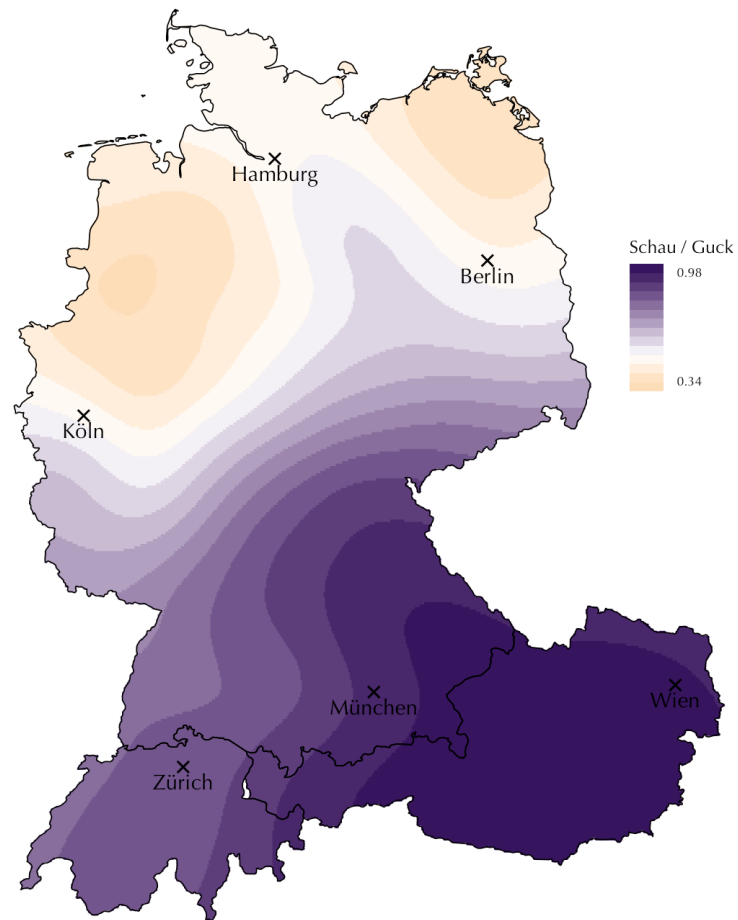 Hamburg
Schau / Guck
0.98
Berlin
0.34
Köln
München
Wien
Zürich